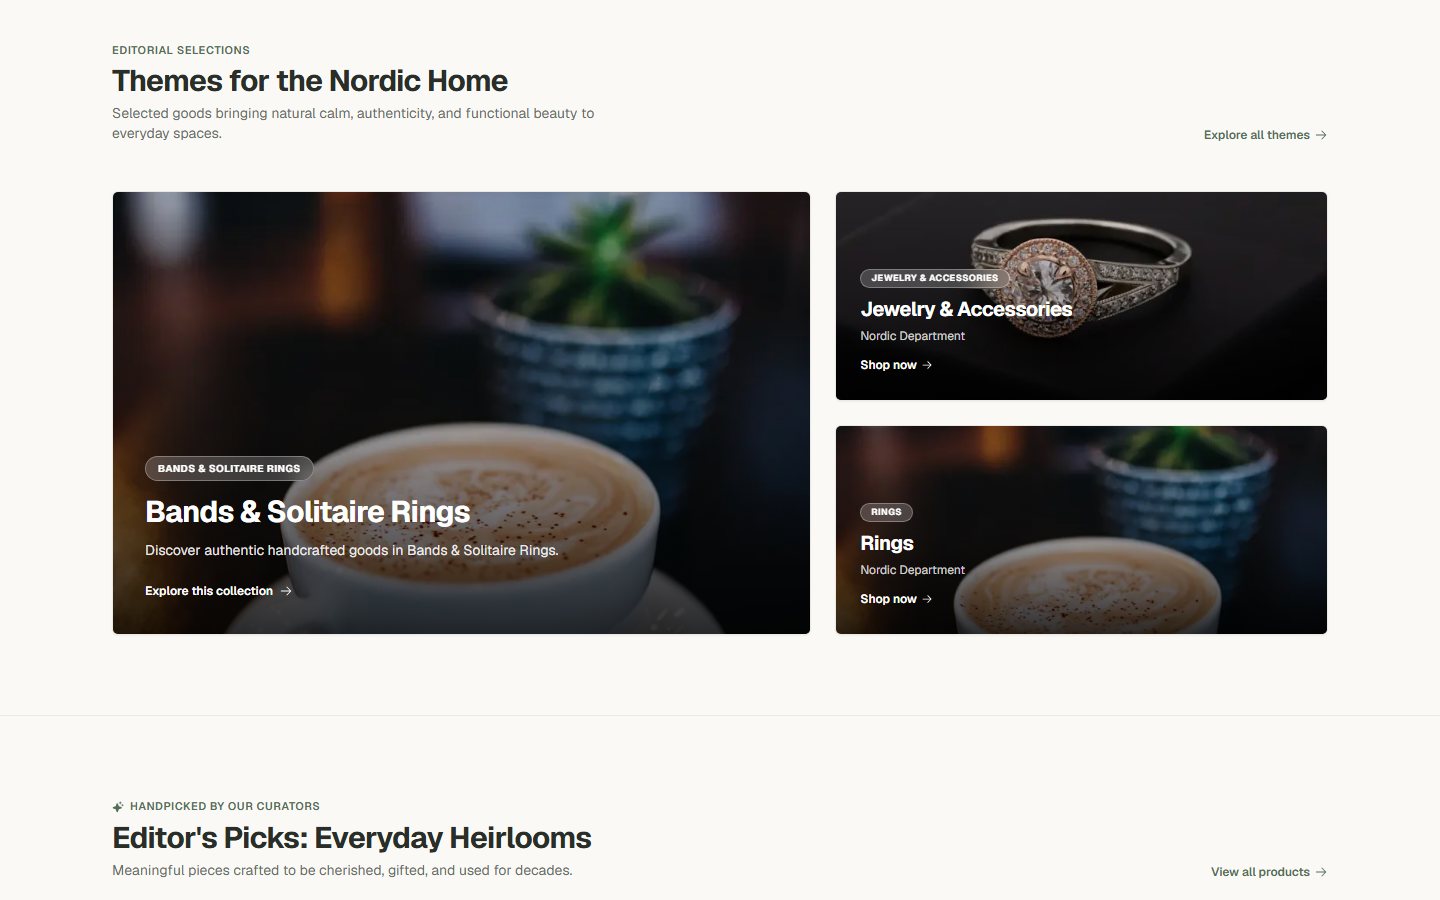 EDITORIAL SELECTIONS
Themes for the Nordic Home
Selected goods bringing natural calm, authenticity, and functional beauty to
everyday spaces.
Explore all themes →
BANDS & SOLITAIRE RINGS
Bands & Solitaire Rings
Discover authentic handcrafted goods in Bands & Solitaire Rings.
Explore this collection →
JEWELRY & ACCESSORIES
Jewelry & Accessories
Nordic Department
Shop now →
RINGS
Rings
Nordic Department
Shop now →
HANDPICKED BY OUR CURATORS
Editor's Picks: Everyday Heirlooms
Meaningful pieces crafted to be cherished, gifted, and used for decades.
View all products →